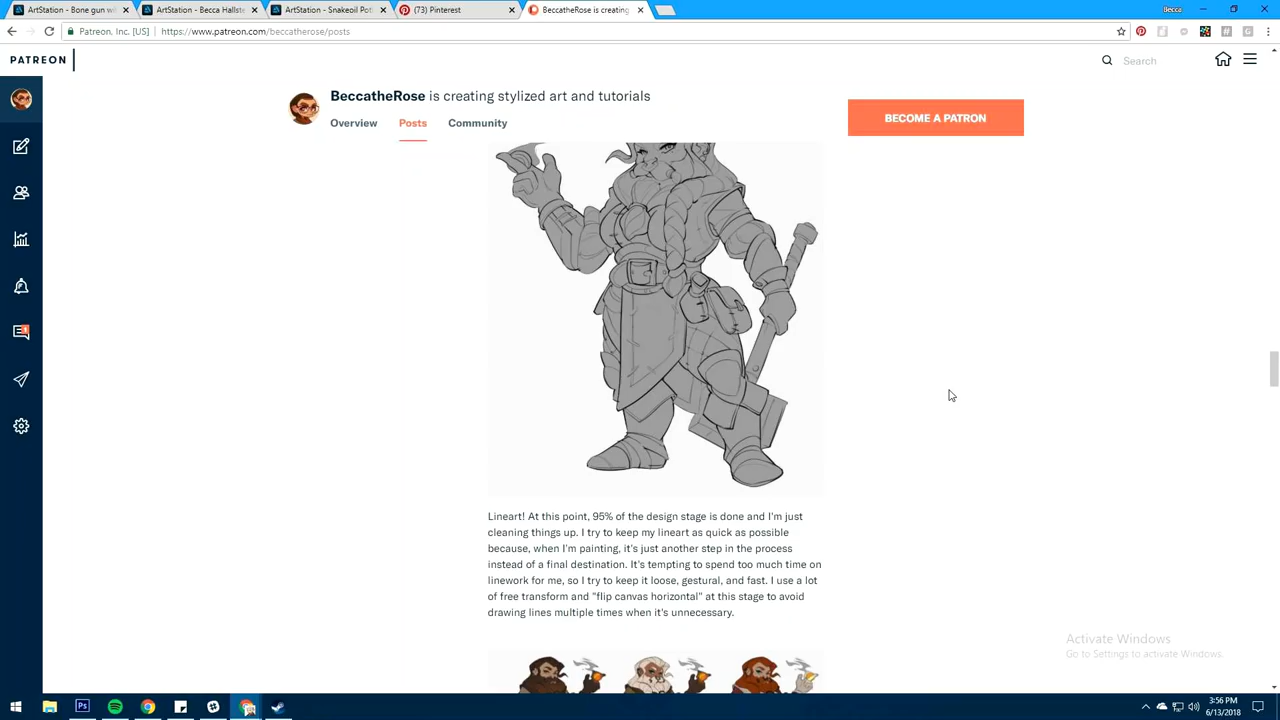 ArtStation - Bone gun wi
ArtStation - Becca Hallste
ArtStation - Snakeoil Pot
(73) Pinterest
BeccatheRose is creating
Becca
Patreon, Inc. [US]
https://www.patreon.com/beccatherose/posts
PATREON
Search
BeccatheRose is creating stylized art and tutorials
BECOME A PATRON
Overview
Posts
Community
Lineart! At this point, 95% of the design stage is done and I'm just
cleaning things up. I try to keep my lineart as quick as possible
because, when I'm painting, it's just another step in the process
instead of a final destination. It's tempting to spend too much time on
linework for me, so I try to keep it loose, gestural, and fast. I use a lot
of free transform and "flip canvas horizontal" at this stage to avoid
drawing lines multiple times when it's unnecessary.
Activate Windows
Go to Settings to activate Windows.
Ps
3:56 PM
6/13/2018